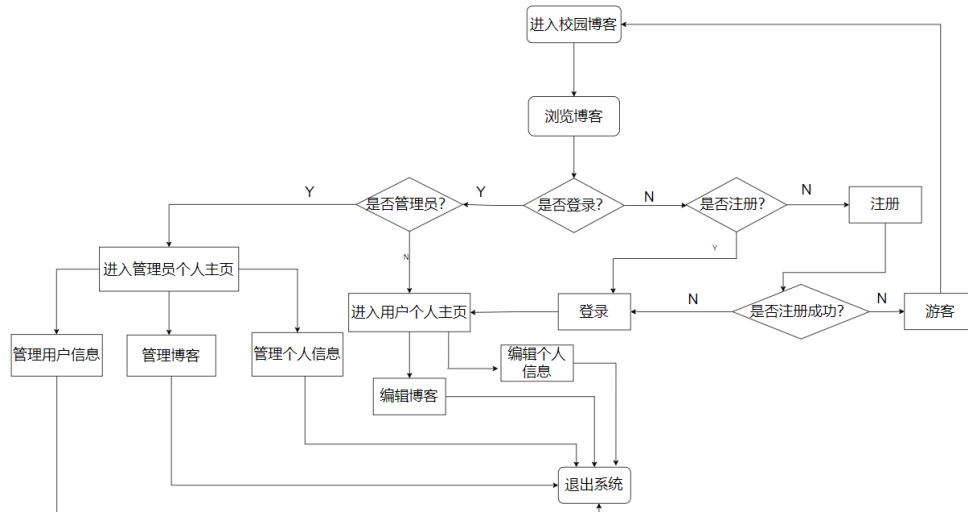 进入校园博客
浏览博客
Y
是否管理员?
Y
是否登录?
N
是否注册?
N
注册
进入管理员个人主页
N
Y
进入用户个人主页
登录
N
是否注册成功?
N
游客
管理用户信息
管理博客
管理个人信息
编辑个人
信息
编辑博客
退出系统